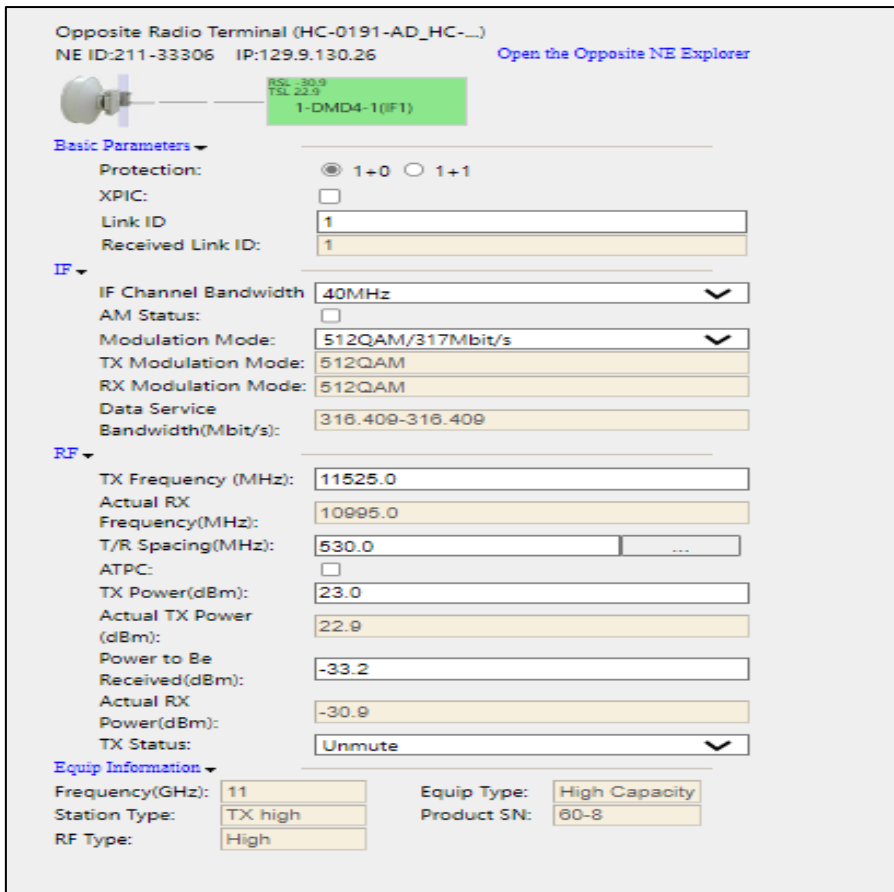 Opposite Radio Terminal (HC-0191-AD_HC-...)
NE ID:211-33306 IP:129.9.130.26 Open the Opposite NE Explorer
RSL -30.9
TSL 22.9
1-DMD4-1(IF1)
Basic Parameters
Protection: 1+0 1+1
XPIC:
Link ID 1
Received Link ID: 1
IF
IF Channel Bandwidth 40MHz
AM Status:
Modulation Mode: 512QAM/317Mbit/s
TX Modulation Mode: 512QAM
RX Modulation Mode: 512QAM
Data Service
Bandwidth(Mbit/s): 316.409-316.409
RF
TX Frequency (MHz): 11525.0
Actual RX
Frequency(MHz): 10995.0
T/R Spacing(MHz): 530.0 ...
ATPC:
TX Power(dBm): 23.0
Actual TX Power
(dBm): 22.9
Power to Be
Received(dBm): -33.2
Actual RX
Power(dBm): -30.9
TX Status: Unmute
Equip Information
Frequency(GHz): 11 Equip Type: High Capacity
Station Type: TX high Product SN: 60-8
RF Type: High